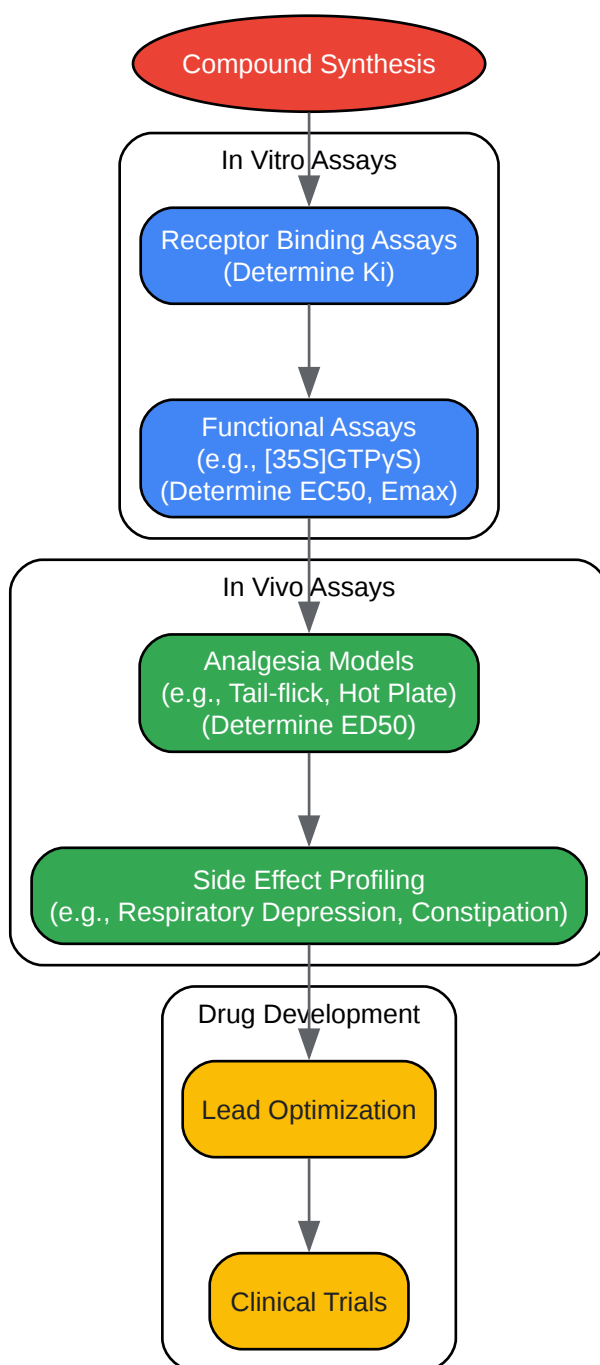 Compound Synthesis
In Vitro Assays
Receptor Binding Assays
(Determine Ki)
Functional Assays
(e.g., [35S]GTPγS)
(Determine EC50, Emax)
In Vivo Assays
Analgesia Models
(e.g., Tail-flick, Hot Plate)
(Determine ED50)
Side Effect Profiling
(e.g., Respiratory Depression, Constipation)
Drug Development
Lead Optimization
Clinical Trials